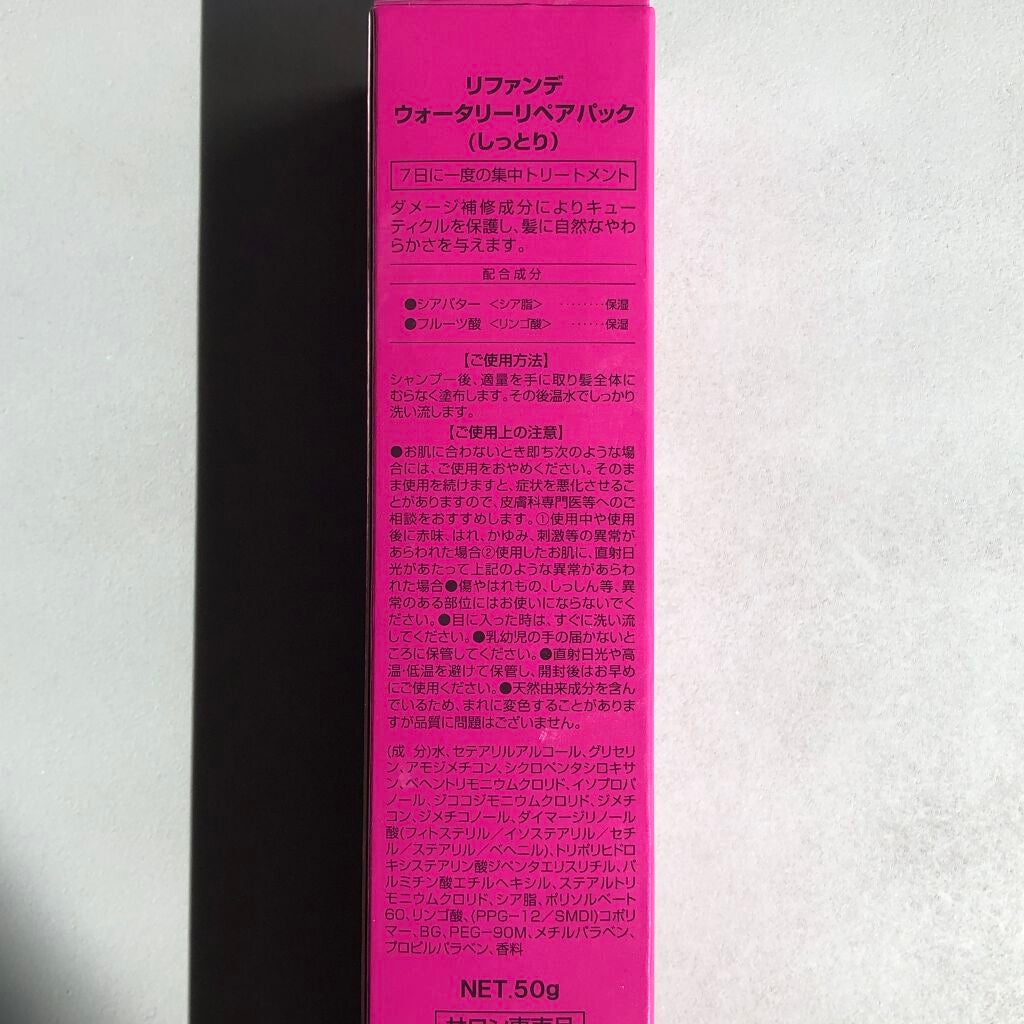 リファンデ
ウォータリーリペアパック
(しっとり)
7日に一度の集中トリートメント
ダメージ補修成分によりキュー
ティクルを保護し、髪に自然なやわ
らかさを与えます。
配合成分
●シアバター <シア脂> ········保湿
●フルーツ酸 <リンゴ酸> ······保湿
【ご使用方法】
シャンプー後、適量を手に取り髪全体に
むらなく塗布します。その後温水でしっかり
洗い流します。
【ご使用上の注意】
●お肌に合わないとき即ち次のような場
合には、ご使用をおやめください。そのま
ま使用を続けますと、症状を悪化させるこ
とがありますので、皮膚科専門医等へのご
相談をおすすめします。①使用中や使用
後に赤味、はれ、かゆみ、刺激等の異常が
あらわれた場合②使用したお肌に、直射日
光があたって上記のような異常があらわ
れた場合●傷やはれもの、しっしん等、異
常のある部位にはお使いにならないでく
ださい。●目に入った時は、すぐに洗い流
してください。●乳幼児の手の届かないと
ころに保管してください。●直射日光や高
温・低温を避けて保管し、開封後はお早め
にご使用ください。●天然由来成分を含ん
でいるため、まれに変色することがありま
すが品質に問題はございません。
(成 分)水、セテアリルアルコール、グリセリ
ン、アモジメチコン、シクロペンタシロキサ
ン、ベヘントリモニウムクロリド、イソプロパ
ノール、ジココジモニウムクロリド、ジメチ
コン、ジメチコノール、ダイマージリノール
酸(フィトステリル/イソステアリル/セチ
ル/ステアリル/ベヘニル)、トリポリヒドロ
キシステアリン酸ジペンタエリスリチル、パ
ルミチン酸エチルヘキシル、ステアルトリ
モニウムクロリド、シア脂、ポリソルベート
60、リンゴ酸、(PPG-12/SMDI)コポリ
マー、BG、PEG-90M、メチルパラベン、
プロピルパラベン、香料
NET.50g
サロン専売品